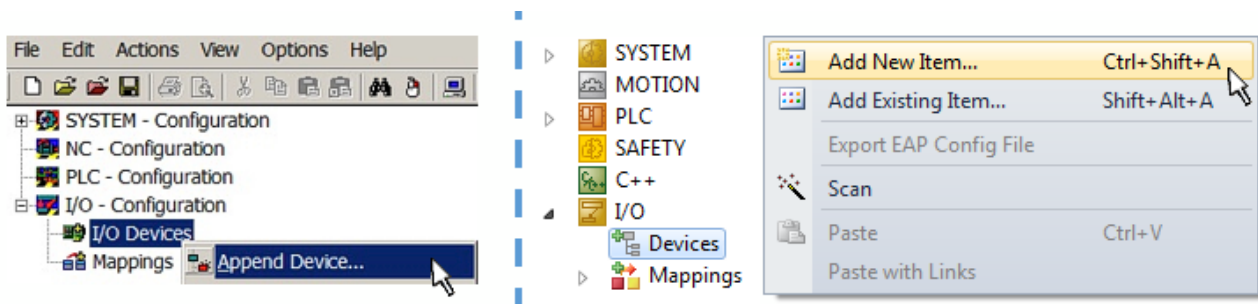 File Edit Actions View Options Help
SYSTEM - Configuration
NC - Configuration
PLC - Configuration
I/O - Configuration
I/O Devices
Mappings
Append Device...
SYSTEM
MOTION
PLC
SAFETY
C++
I/O
Devices
Mappings
Add New Item... Ctrl+Shift+A
Add Existing Item... Shift+Alt+A
Export EAP Config File
Scan
Paste Ctrl+V
Paste with Links